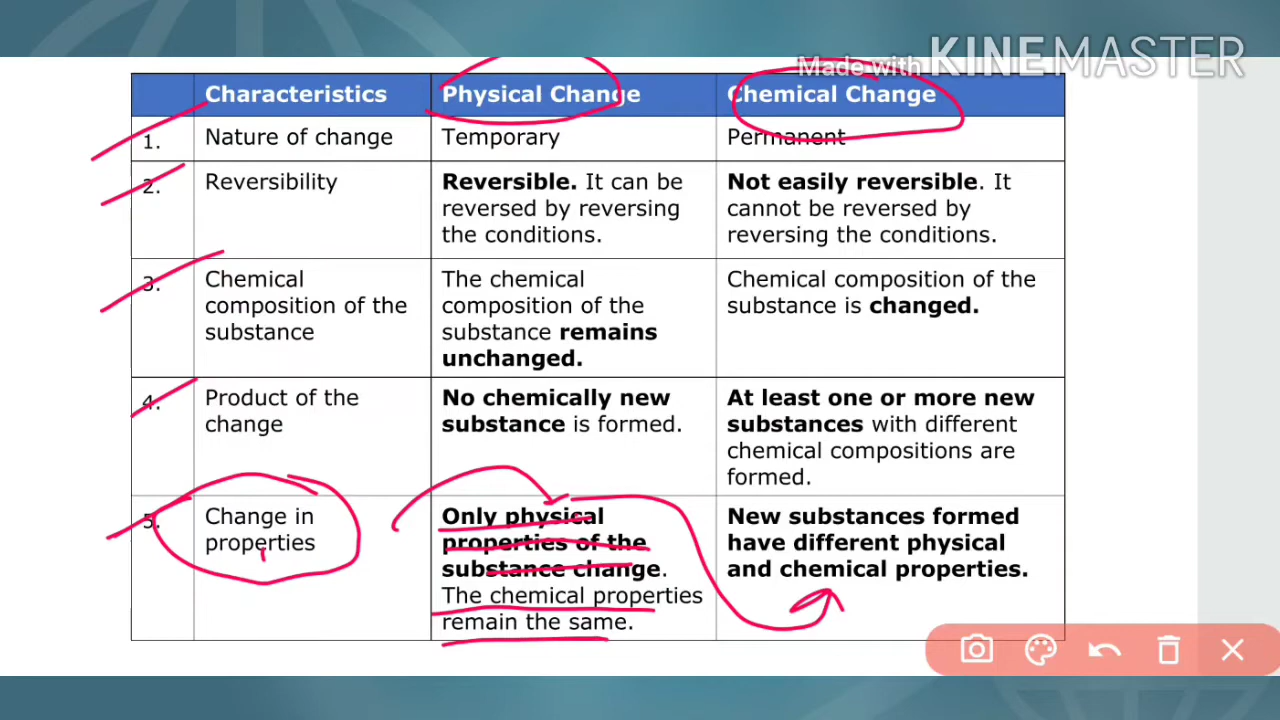 Made with KINEMASTER
Characteristics Physical Change Chemical Change
1. Nature of change Temporary Permanent
2. Reversibility Reversible. It can be Not easily reversible. It
reversed by reversing cannot be reversed by
the conditions. reversing the conditions.
3. Chemical The chemical Chemical composition of the
composition of the composition of the substance is changed.
substance substance remains
unchanged.
4. Product of the No chemically new At least one or more new
change substance is formed. substances with different
chemical compositions are
formed.
5. Change in Only physical New substances formed
properties properties of the have different physical
substance change. and chemical properties.
The chemical properties
remain the same.